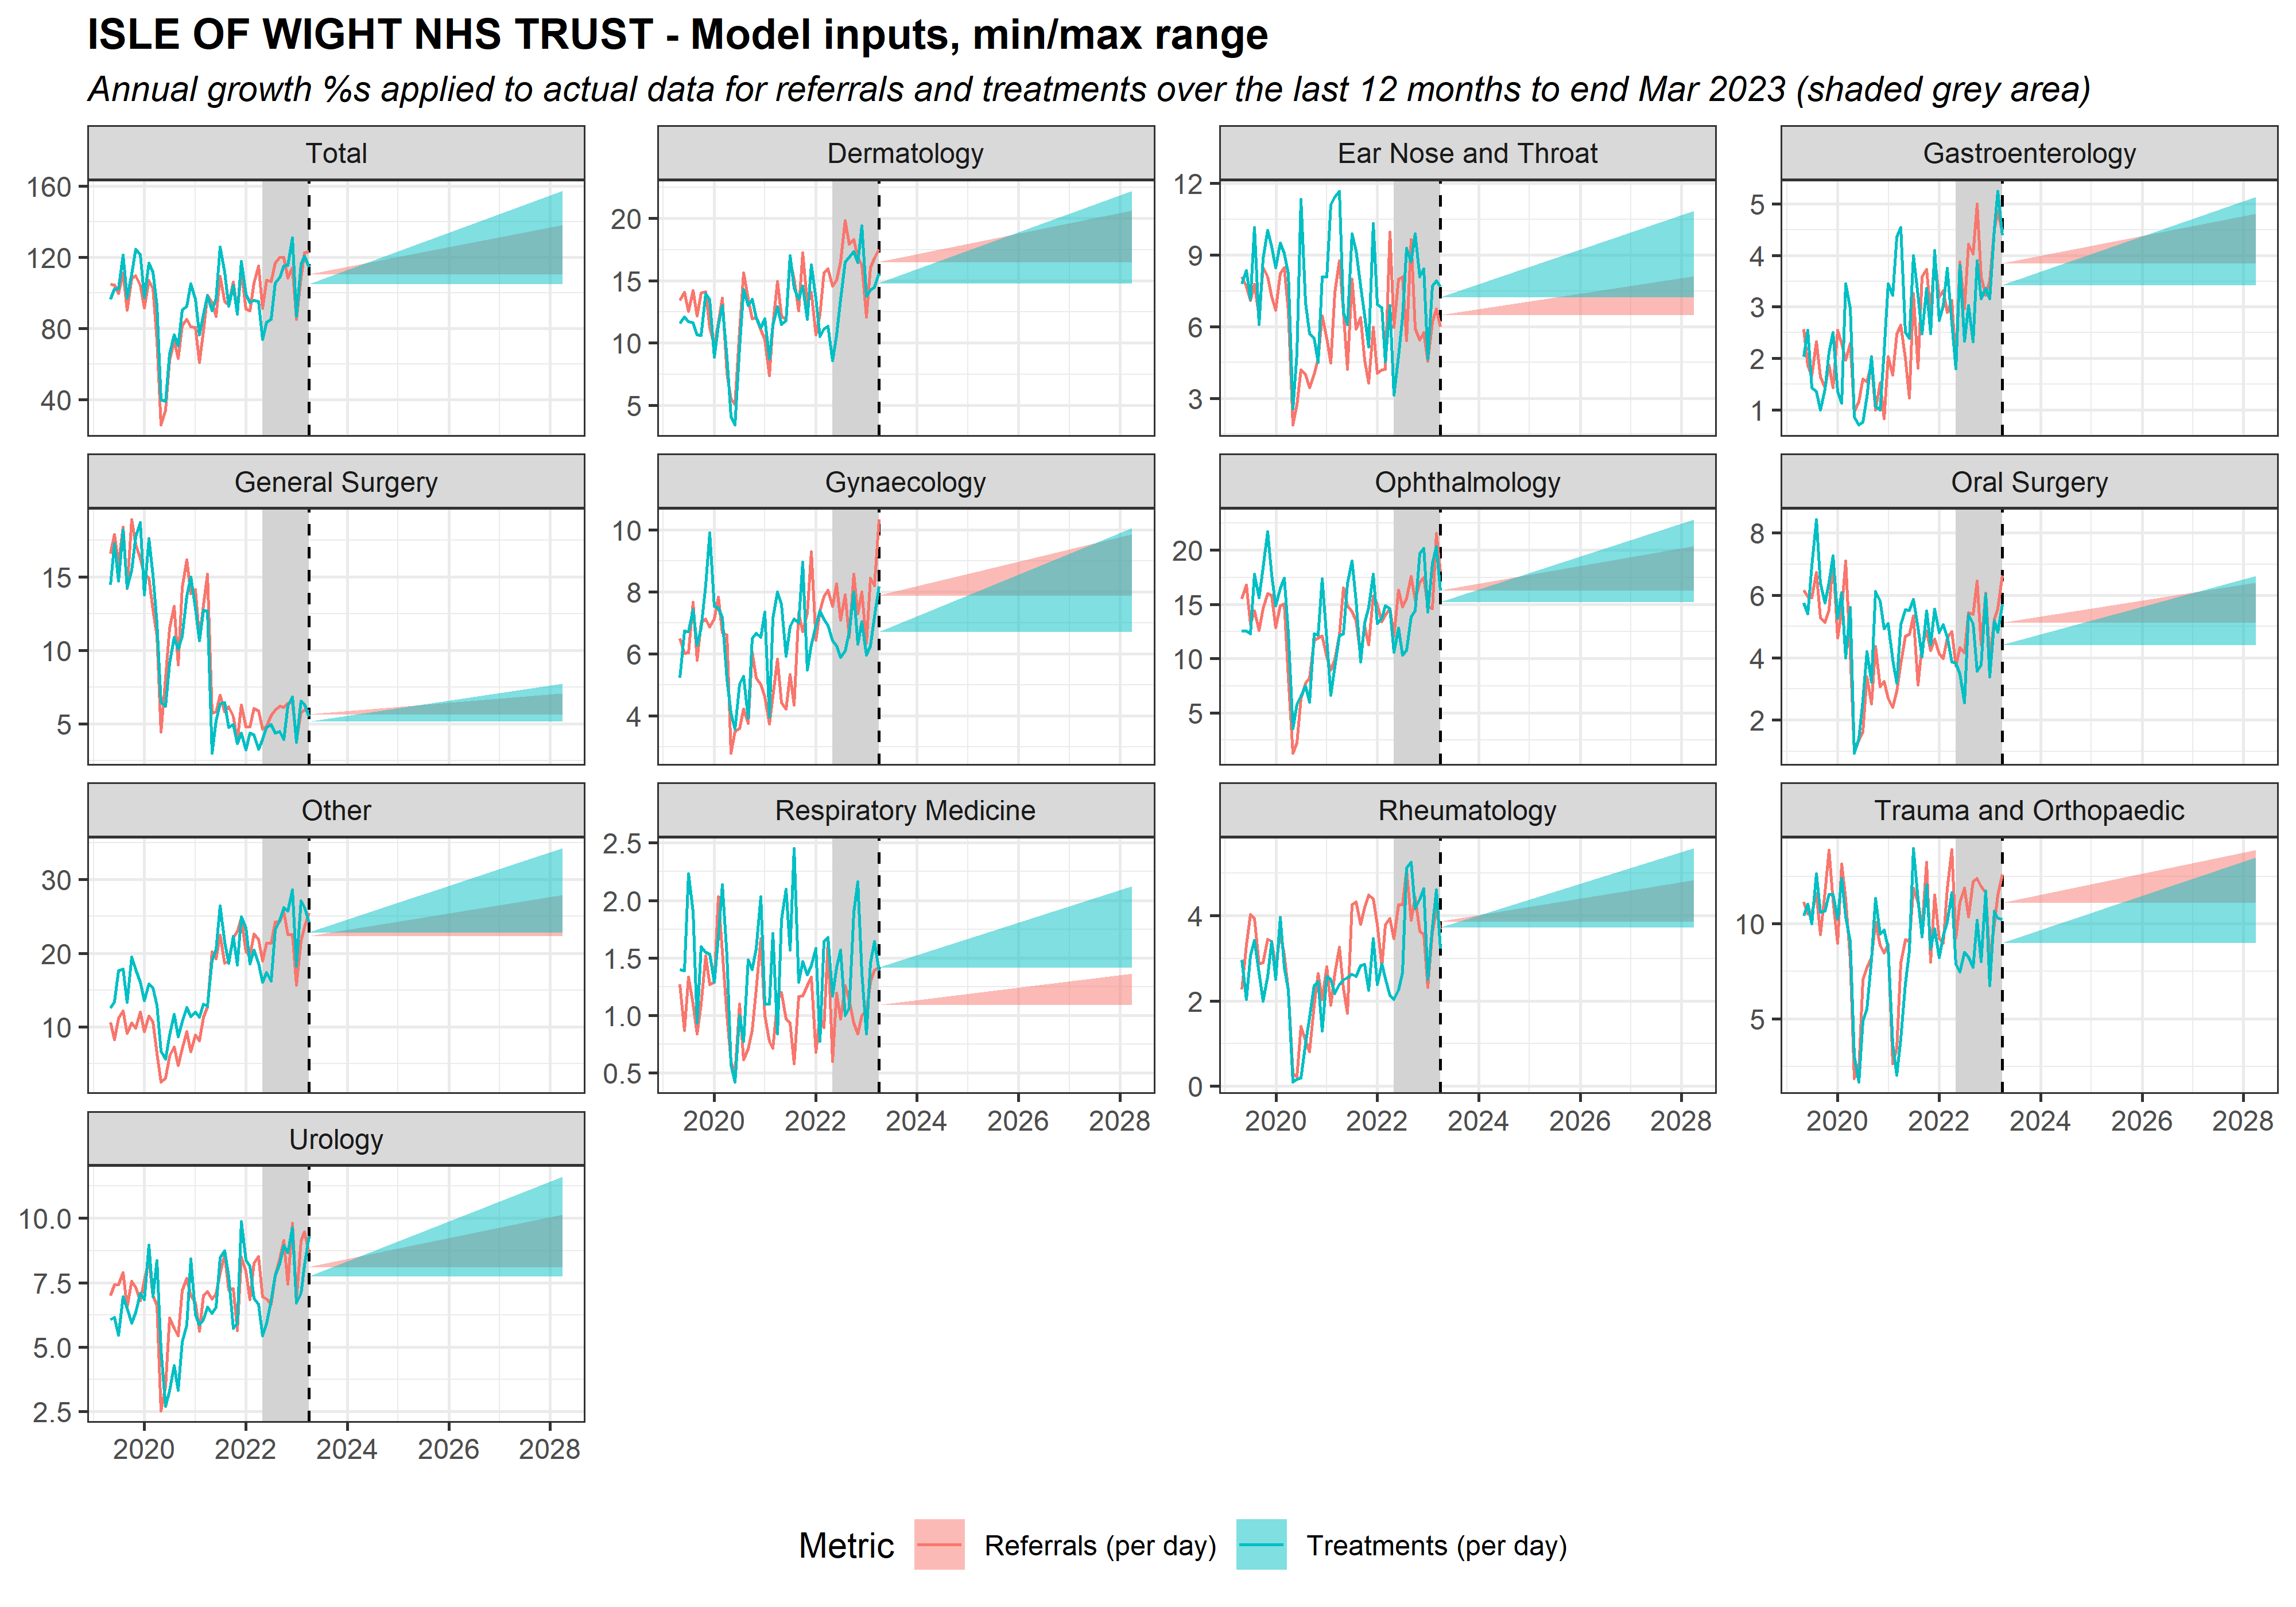 ISLE OF WIGHT NHS TRUST - Model inputs, min/max range
Annual growth %s applied to actual data for referrals and treatments over the last 12 months to end Mar 2023 (shaded grey area)
Total
160
120
80
40
Dermatology
20
15
10
5
Ear Nose and Throat
12
9
6
3
Gastroenterology
5
4
3
2
1
General Surgery
15
10
5
Gynaecology
10
8
6
4
Ophthalmology
20
15
10
5
Oral Surgery
8
6
4
2
Other
30
20
10
Respiratory Medicine
2.5
2.0
1.5
1.0
0.5
2020 2022 2024 2026 2028
Rheumatology
4
2
0
2020 2022 2024 2026 2028
Trauma and Orthopaedic
10
5
2020 2022 2024 2026 2028
Urology
10.0
7.5
5.0
2.5
2020 2022 2024 2026 2028
Metric Referrals (per day) Treatments (per day)